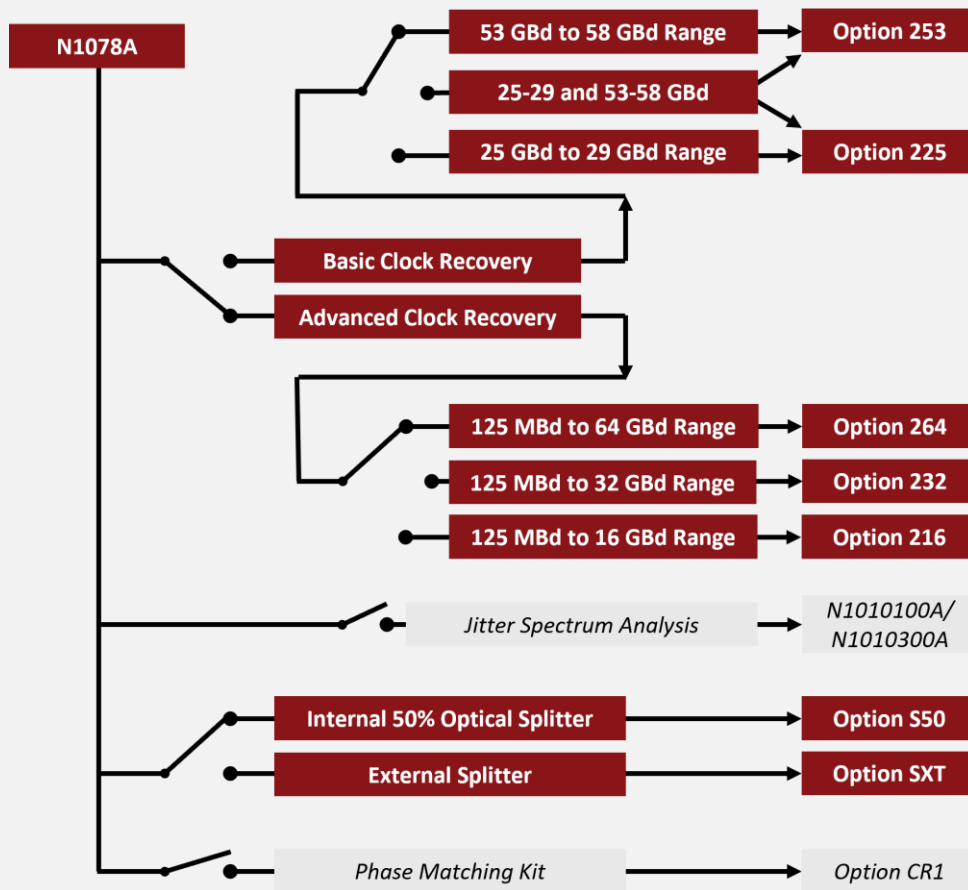 N1078A
53 GBd to 58 GBd Range
Option 253
25-29 and 53-58 GBd
25 GBd to 29 GBd Range
Option 225
Basic Clock Recovery
Advanced Clock Recovery
125 MBd to 64 GBd Range
Option 264
125 MBd to 32 GBd Range
Option 232
125 MBd to 16 GBd Range
Option 216
Jitter Spectrum Analysis
N1010100A/
N1010300A
Internal 50% Optical Splitter
Option S50
External Splitter
Option SXT
Phase Matching Kit
Option CR1